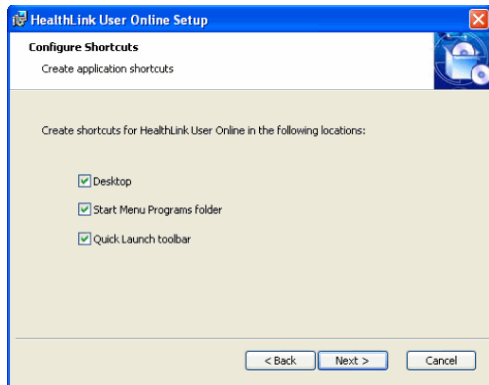 HealthLink User Online Setup
Configure Shortcuts
Create application shortcuts
Create shortcuts for HealthLink User Online in the following locations:
Desktop
Start Menu Programs folder
Quick Launch toolbar
< Back Next > Cancel